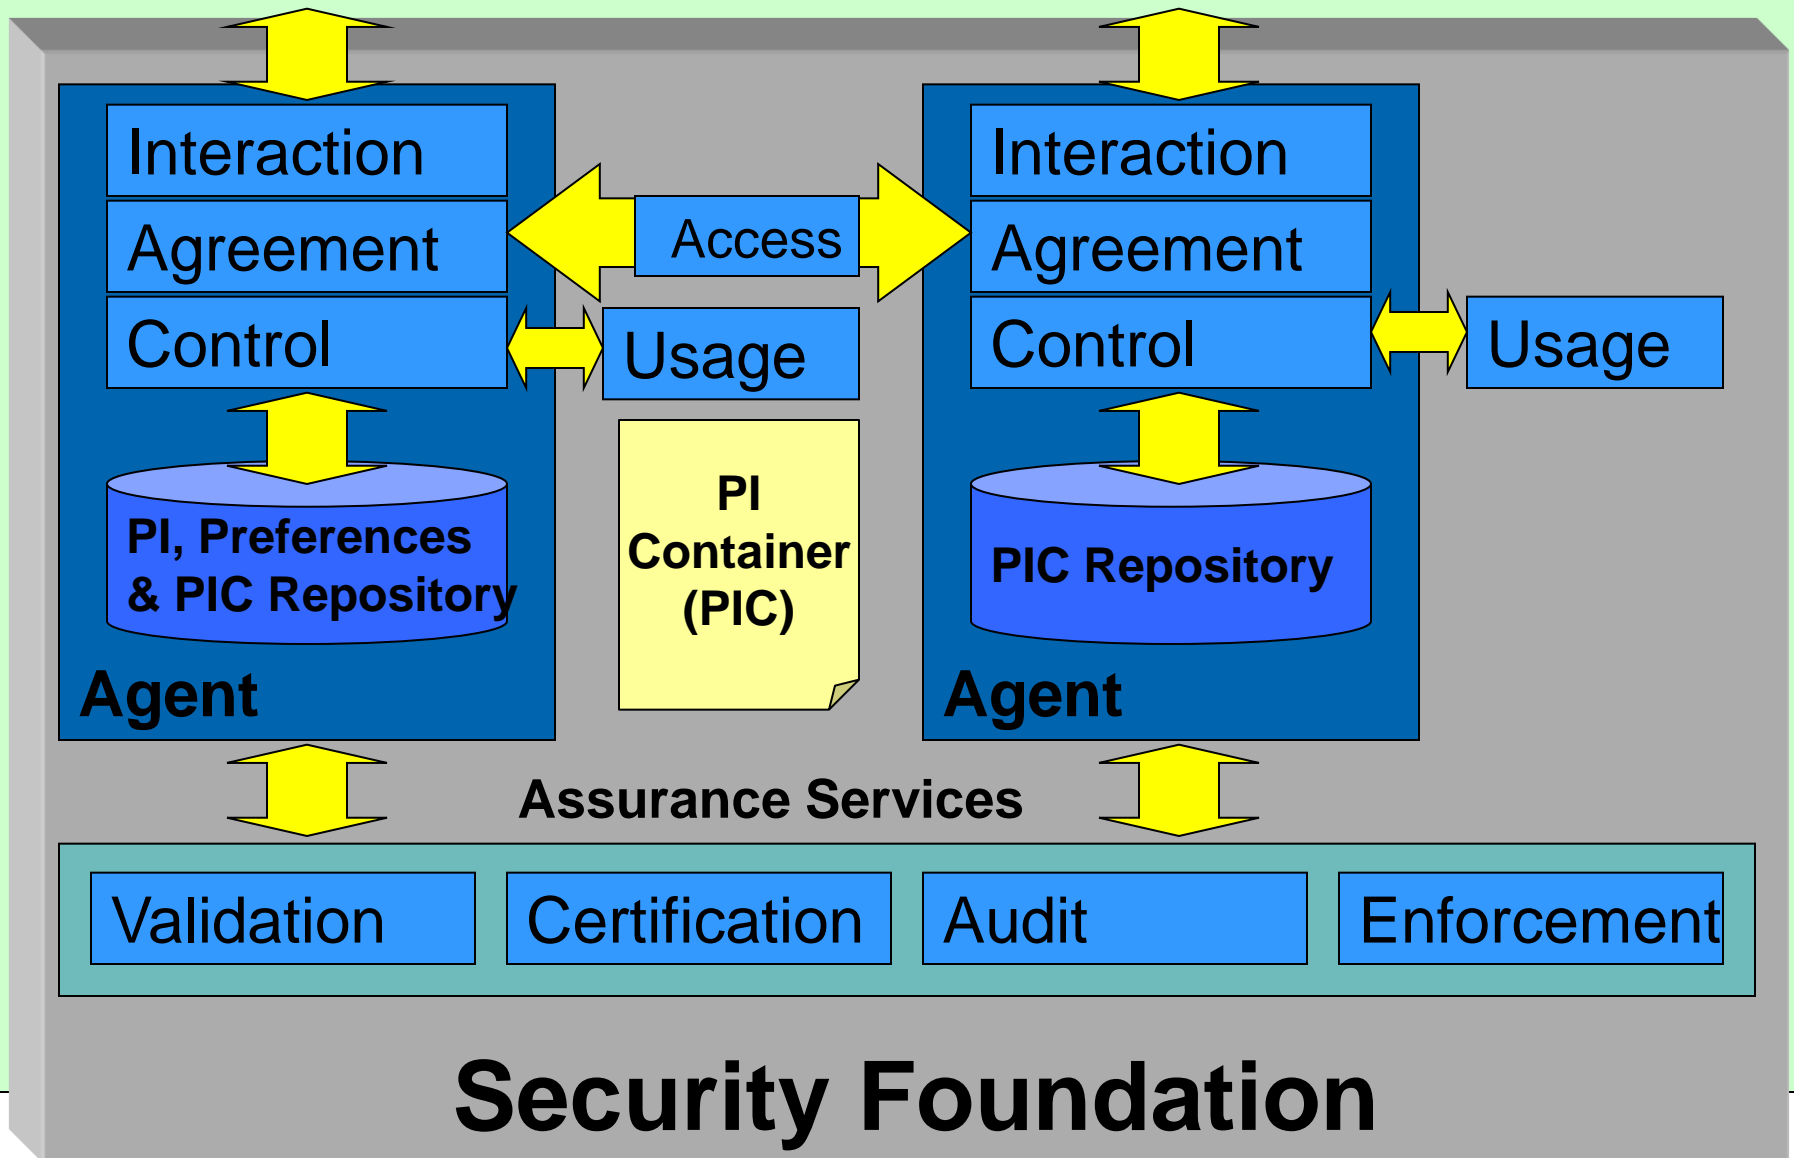 Interaction
Agreement
Control
PI, Preferences
& PIC Repository
Agent
Access
Usage
PI
Container
(PIC)
Interaction
Agreement
Control
PIC Repository
Agent
Usage
Assurance Services
Validation
Certification
Audit
Enforcement
Security Foundation